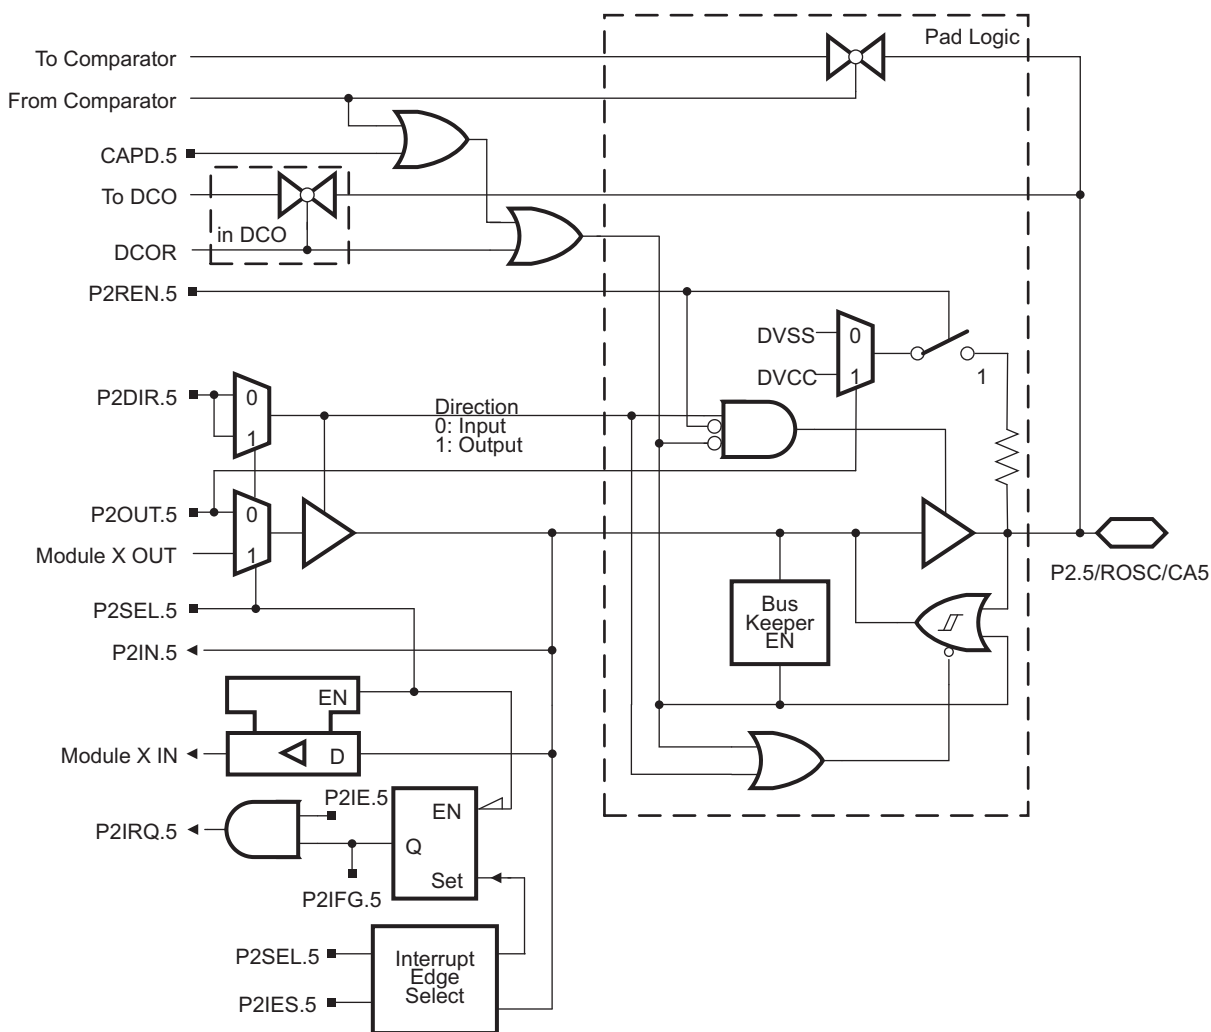 Pad Logic
To Comparator
From Comparator
CAPD.5
To DCO
in DCO
DCOR
P2REN.5
DVSS
0
DVCC
1
1
P2DIR.5
0
1
Direction
0: Input
1: Output
P2OUT.5
0
Module X OUT
1
P2.5/ROSC/CA5
P2SEL.5
Bus
Keeper
EN
P2IN.5
EN
Module X IN
D
P2IE.5
EN
P2IRQ.5
Q
Set
P2IFG.5
P2SEL.5
Interrupt
Edge
Select
P2IES.5